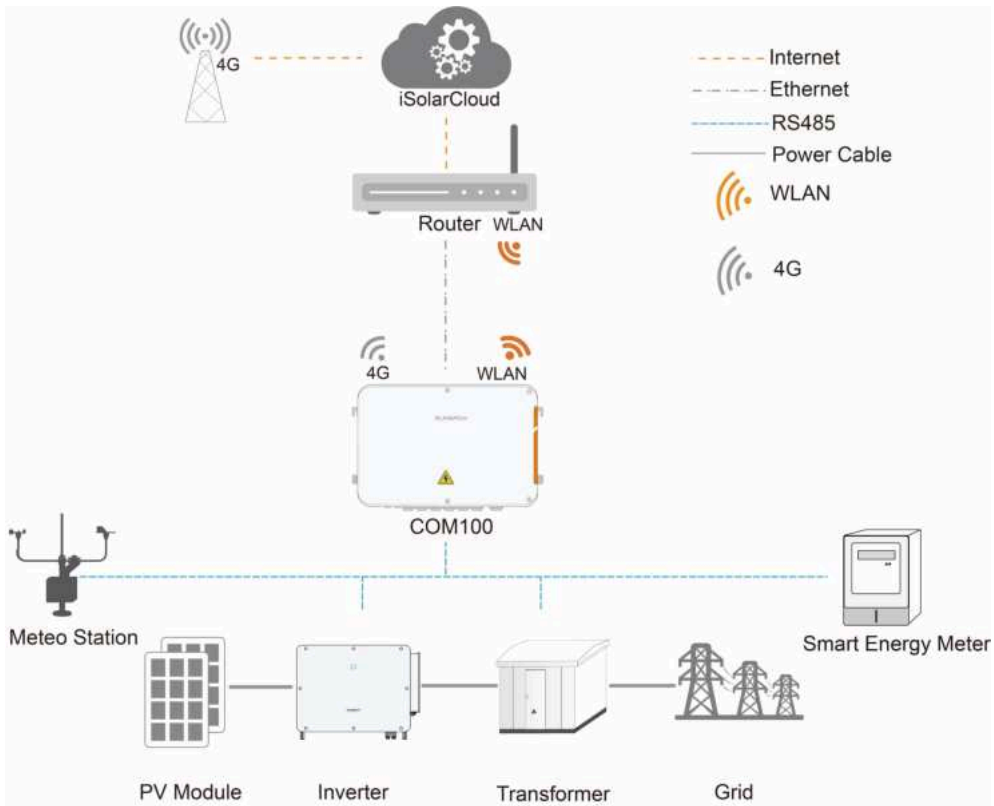 4G
iSolarCloud
Internet
Ethernet
RS485
Power Cable
WLAN
4G
Router WLAN
4G
WLAN
COM100
Meteo Station
Smart Energy Meter
PV Module
Inverter
Transformer
Grid